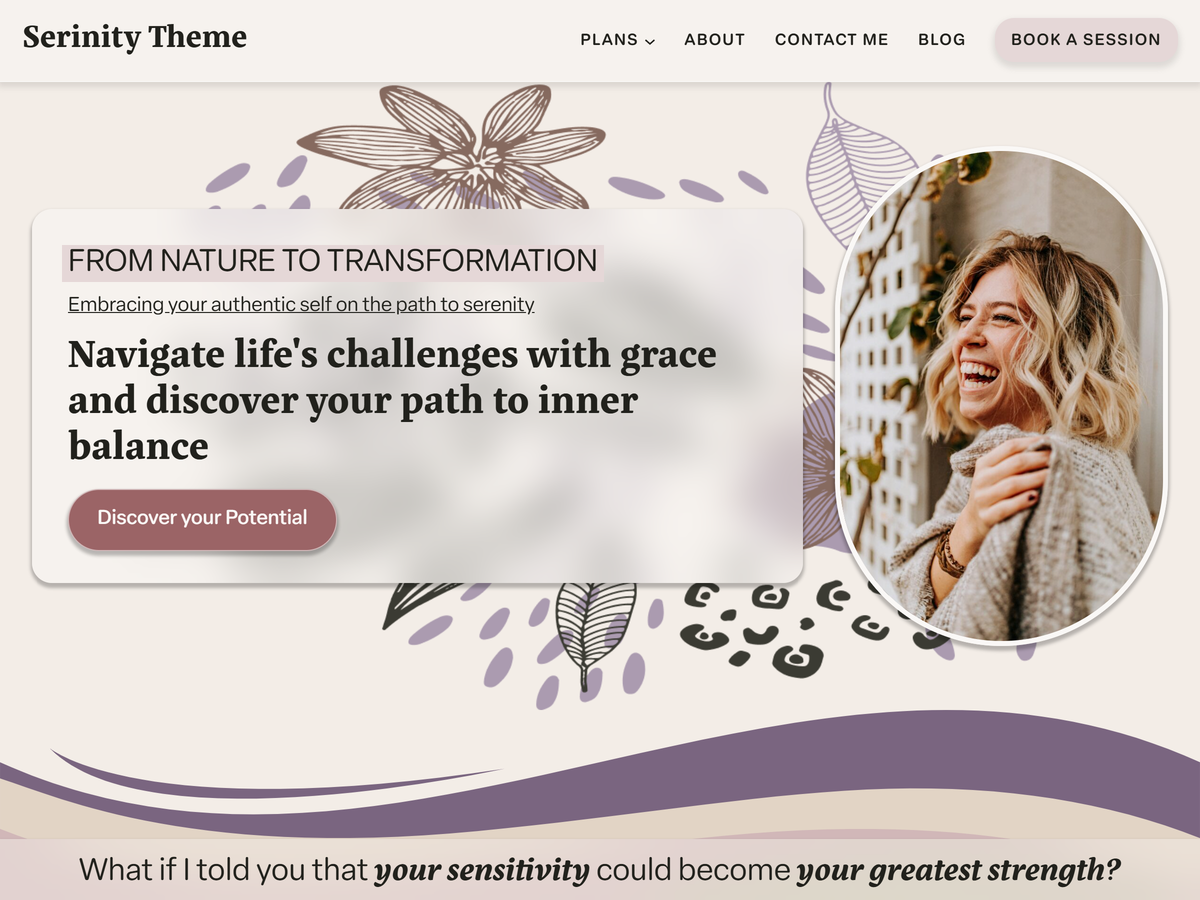 Serinity Theme
PLANS ABOUT CONTACT ME BLOG BOOK A SESSION
FROM NATURE TO TRANSFORMATION
Embracing your authentic self on the path to serenity
Navigate life's challenges with grace
and discover your path to inner
balance
Discover your Potential
What if I told you that your sensitivity could become your greatest strength?